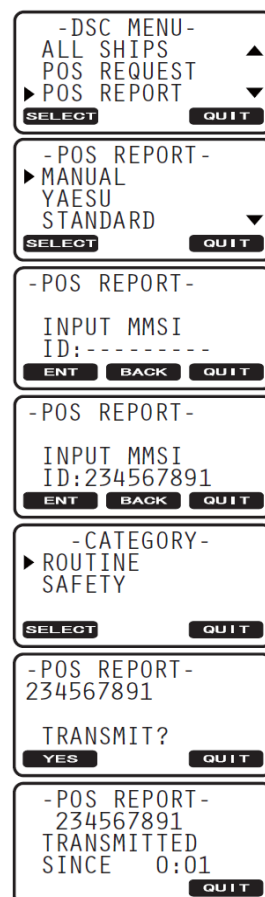 -DSC MENU-
ALL SHIPS
POS REQUEST
POS REPORT
SELECT QUIT
-POS REPORT-
MANUAL
YAESU
STANDARD
SELECT QUIT
-POS REPORT-
INPUT MMSI
ID:---------
ENT BACK QUIT
-POS REPORT-
INPUT MMSI
ID:234567891
ENT BACK QUIT
-CATEGORY-
ROUTINE
SAFETY
SELECT QUIT
-POS REPORT-
234567891
TRANSMIT?
YES QUIT
-POS REPORT-
234567891
TRANSMITTED
SINCE 0:01
QUIT